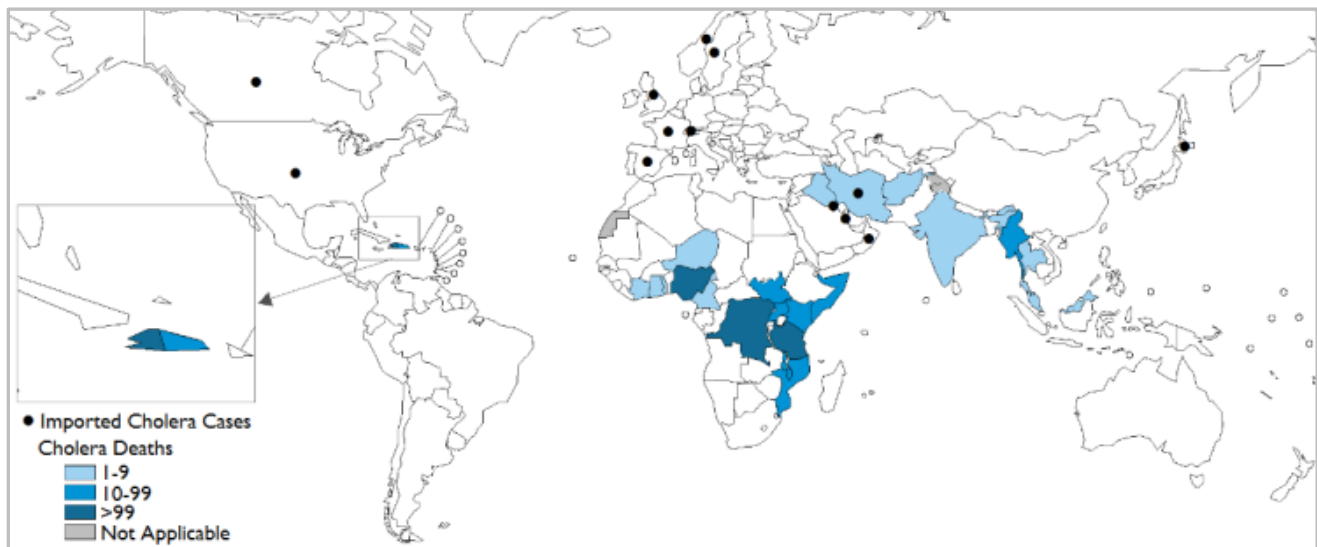 Imported Cholera Cases
Cholera Deaths
1-9
10-99
>99
Not Applicable